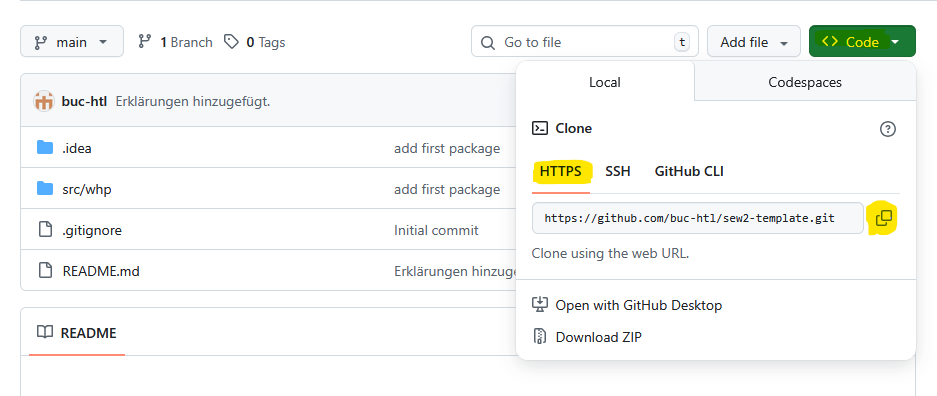 main 1 Branch 0 Tags Go to file t Add file Code
Local Codespaces
buc-htl Erklärungen hinzugefügt.
Clone
.idea add first package
HTTPS SSH GitHub CLI
src/whp add first package
https://github.com/buc-htl/sew2-template.git
.gitignore Initial commit
Clone using the web URL.
README.md Erklärungen hinzuge
Open with GitHub Desktop
README
Download ZIP